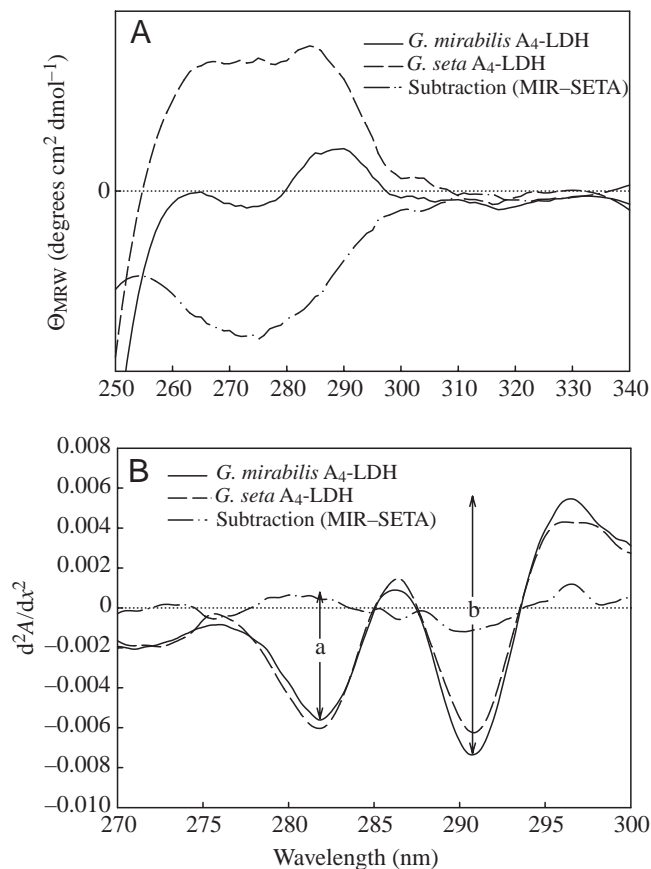 A
G. mirabilis A₄-LDH
G. seta A₄-LDH
Subtraction (MIR–SETA)
Θ_MRW (degrees cm² dmol⁻¹)
0
250 260 270 280 290 300 310 320 330 340
B
G. mirabilis A₄-LDH
G. seta A₄-LDH
Subtraction (MIR–SETA)
d²A/dx²
0.008
0.006
0.004
0.002
0
−0.002
−0.004
−0.006
−0.008
−0.010
a
b
270 275 280 285 290 295 300
Wavelength (nm)